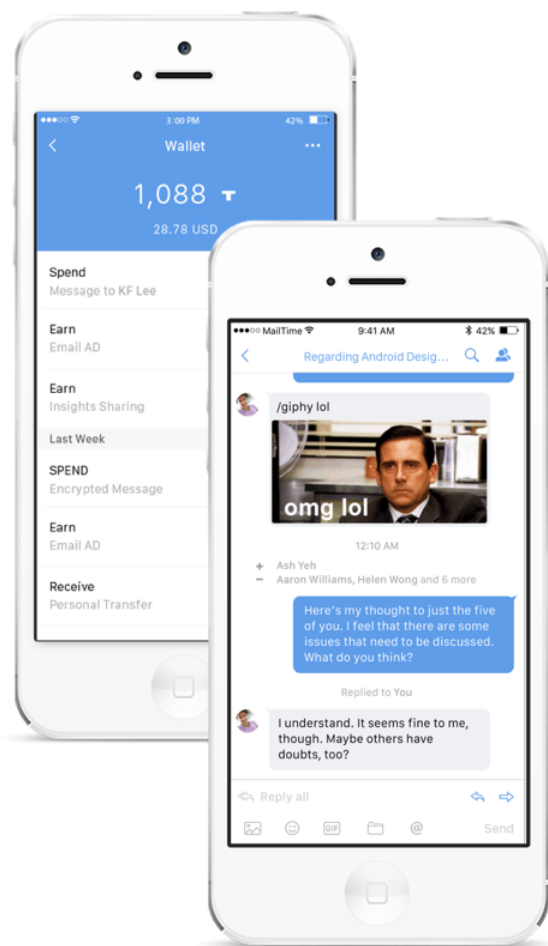 3:00 PM 42%
Wallet
1,088
28.78 USD
Spend
Message to KF Lee
Earn
Email AD
Earn
Insights Sharing
Last Week
SPEND
Encrypted Message
Earn
Email AD
Receive
Personal Transfer
MailTime 9:41 AM 42%
Regarding Android Desig...
/giphy lol
omg lol
12:10 AM
+ Ash Yeh
− Aaron Williams, Helen Wong and 6 more
Here's my thought to just the five
of you. I feel that there are some
issues that need to be discussed.
What do you think?
Replied to You
I understand. It seems fine to me,
though. Maybe others have
doubts, too?
Reply all
GIF @ Send